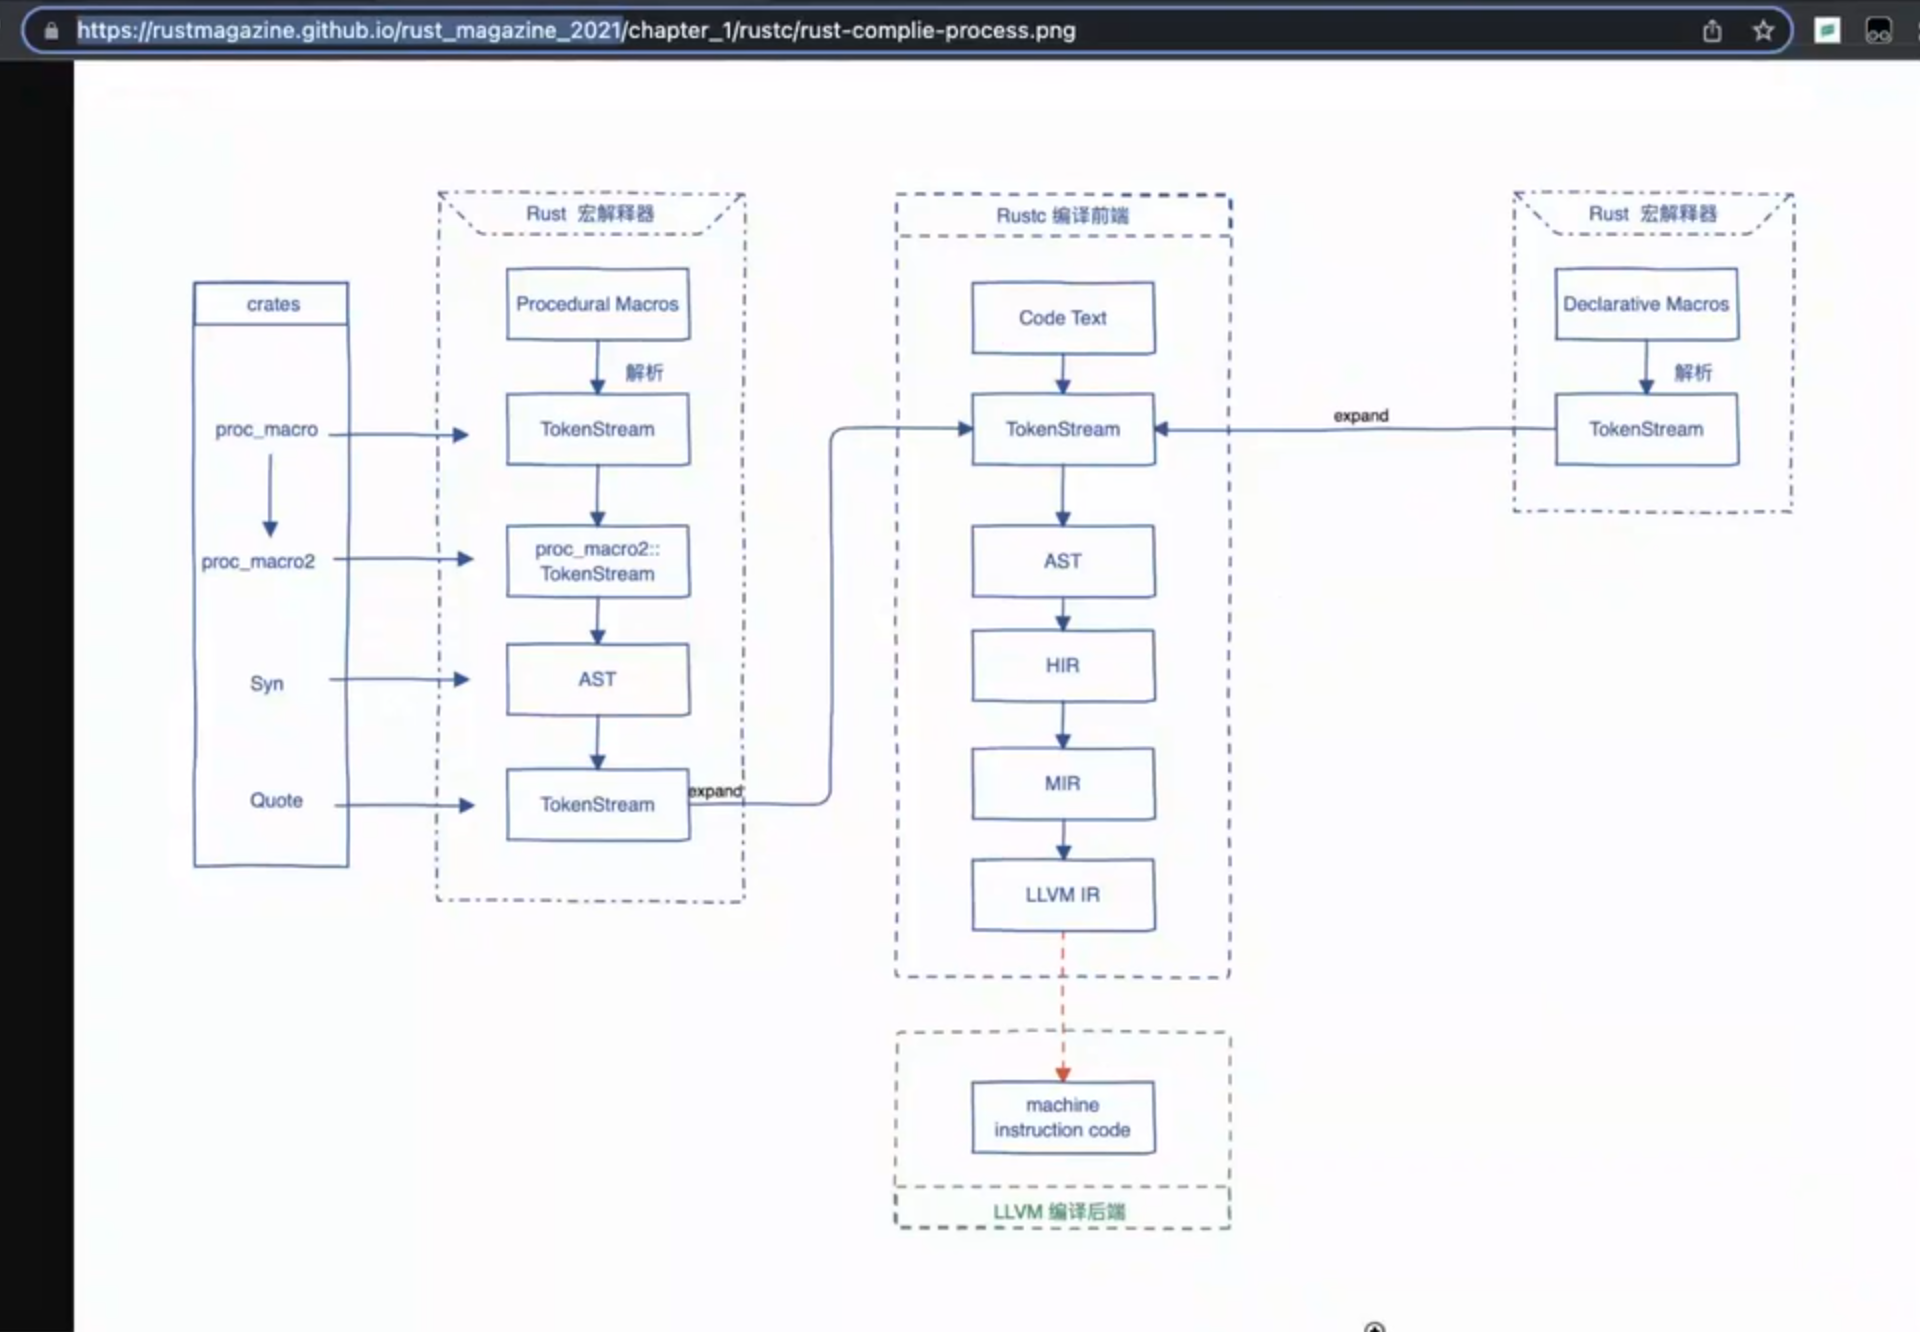 https://rustmagazine.github.io/rust_magazine_2021/chapter_1/rustc/rust-complie-process.png
crates
proc_macro
proc_macro2
Syn
Quote
Rust 宏解释器
Procedural Macros
解析
TokenStream
proc_macro2::
TokenStream
AST
TokenStream
expand
Rustc 编译前端
Code Text
TokenStream
AST
HIR
MIR
LLVM IR
machine
instruction code
LLVM 编译后端
expand
Rust 宏解释器
Declarative Macros
解析
TokenStream